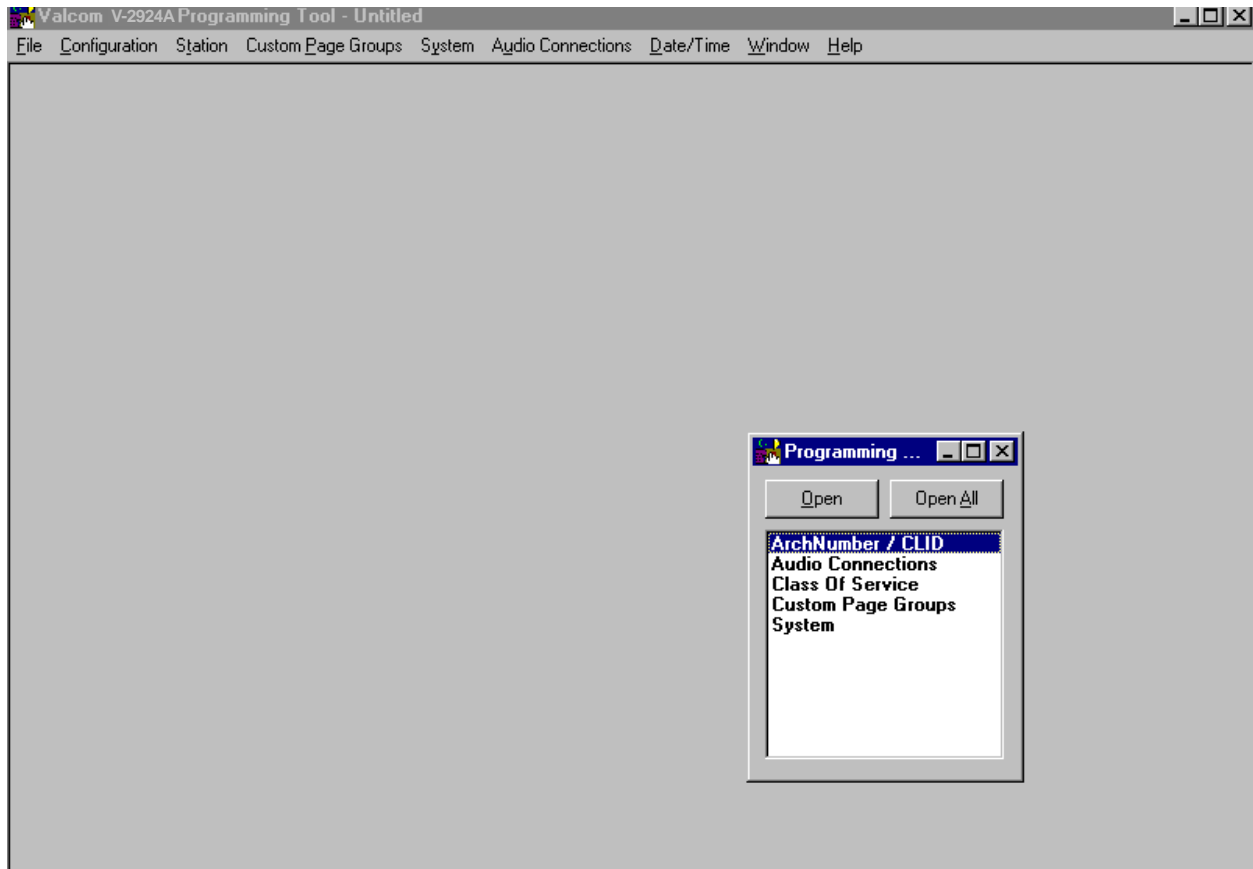 Valcom V-2924A Programming Tool - Untitled
File Configuration Station Custom Page Groups System Audio Connections Date/Time Window Help
Programming ...
Open Open All
ArchNumber / CLID
Audio Connections
Class Of Service
Custom Page Groups
System